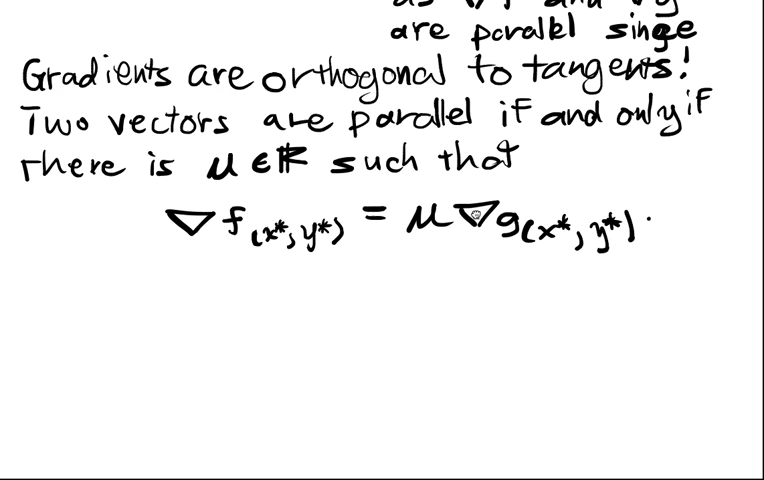 are parallel singe
Gradients are orthogonal to tangents!
Two vectors are parallel if and only if
There is μ ∈ ℝ such that
∇f(x*, y*) = μ∇g(x*, y*).